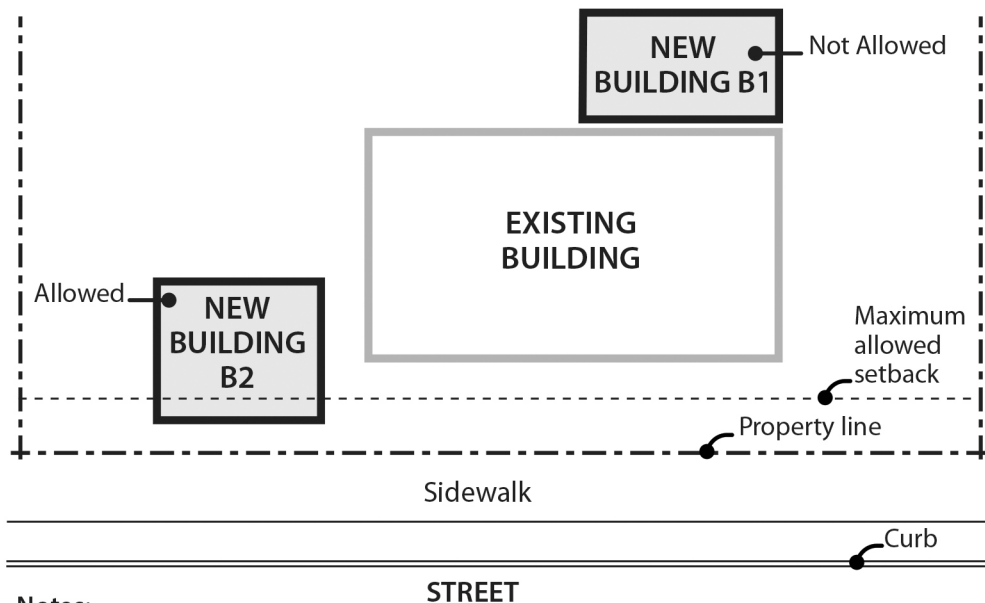 NEW
BUILDING B1
Not Allowed
EXISTING
BUILDING
Allowed
NEW
BUILDING
B2
Maximum
allowed
setback
Property line
Sidewalk
Curb
STREET
Notes: